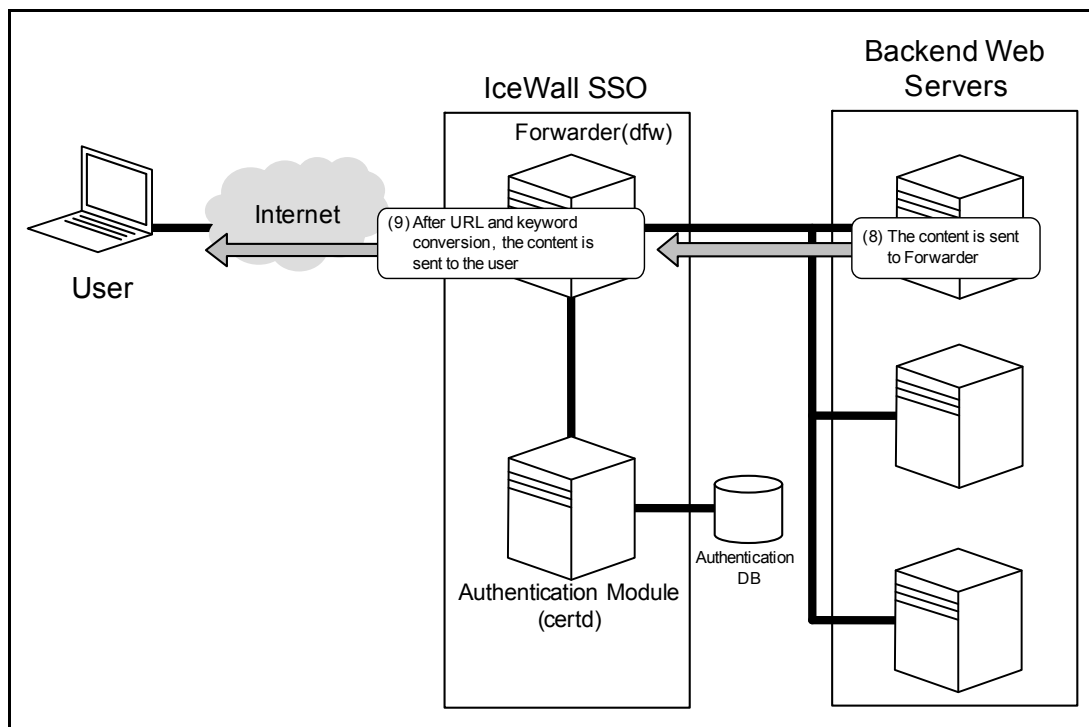 Backend Web
Servers
IceWall SSO
Forwarder(dfw)
Internet
(9) After URL and keyword
conversion, the content is
sent to the user
(8) The content is sent
to Forwarder
User
Authentication
DB
Authentication Module
(certd)